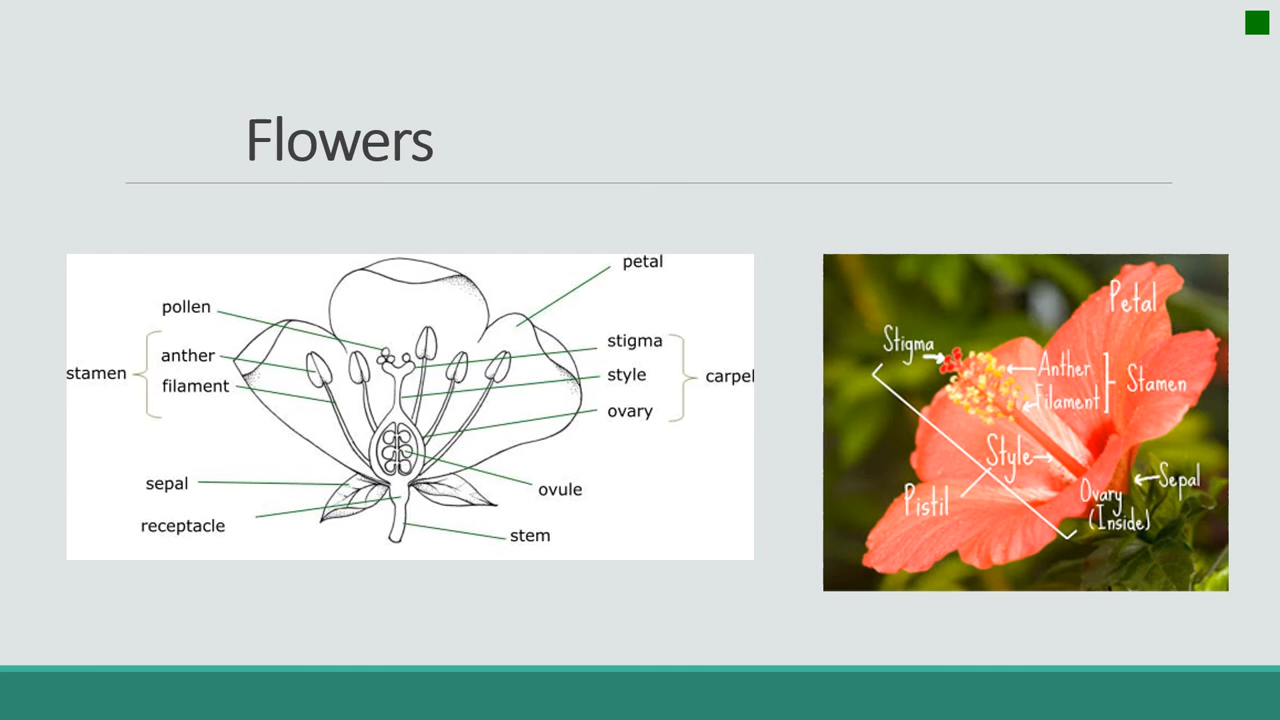 Flowers
petal
pollen
anther
filament
stamen
stigma
style
ovary
carpel
sepal
receptacle
ovule
stem
Petal
Stigma
Anther
Filament
Stamen
Style
Pistil
Ovary
(Inside)
Sepal